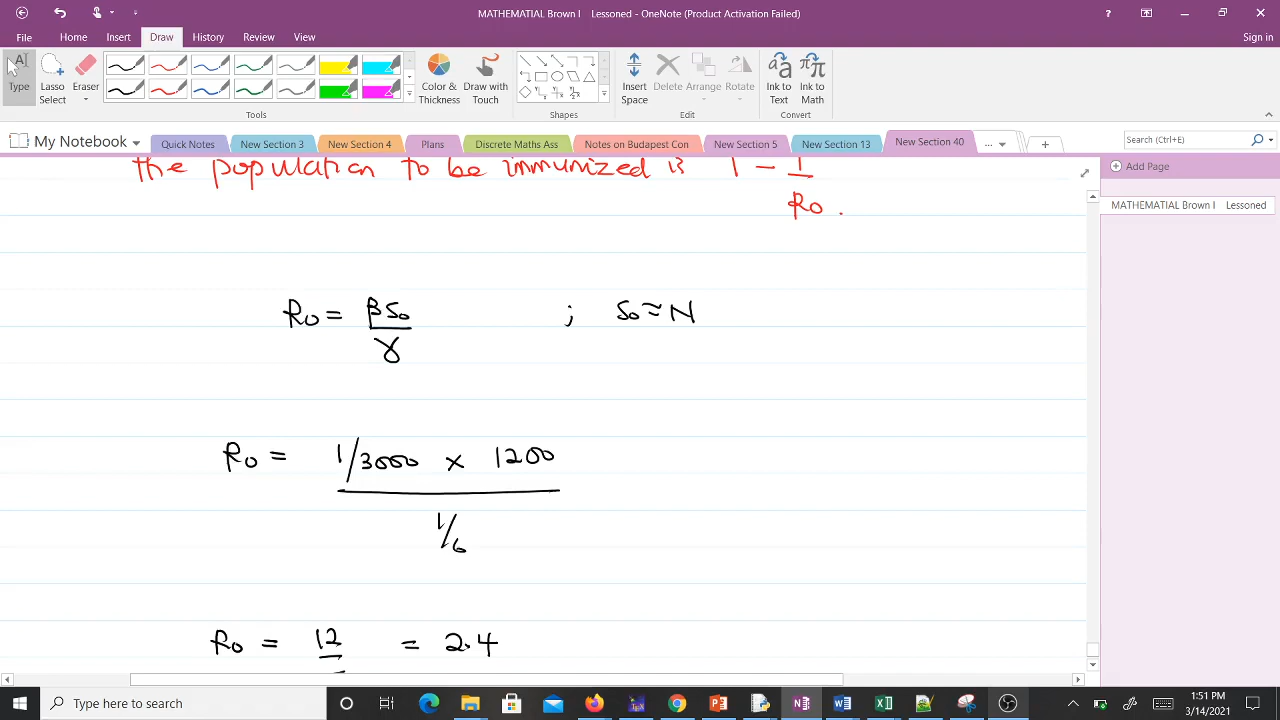 MATHEMATIAL Brown I Lessoned - OneNote (Product Activation Failed)
File Home Insert Draw History Review View Sign in
Type Lasso Select Eraser Color & Thickness Draw with Touch Insert Space Delete Arrange Rotate Ink to Text Ink to Math
Tools Shapes Edit Convert
My Notebook Quick Notes New Section 3 New Section 4 Plans Discrete Maths Ass Notes on Budapest Con New Section 5 New Section 13 New Section 40 ... Search (Ctrl+E)
Add Page
MATHEMATIAL Brown I Lessoned
the population to be immunized is 1 - 1/R0.
R0 = βS0/γ ; S0 ≈ N
R0 = 1/3000 x 1200
1/6
R0 = 12 = 2.4
Type here to search
1:51 PM
3/14/2021